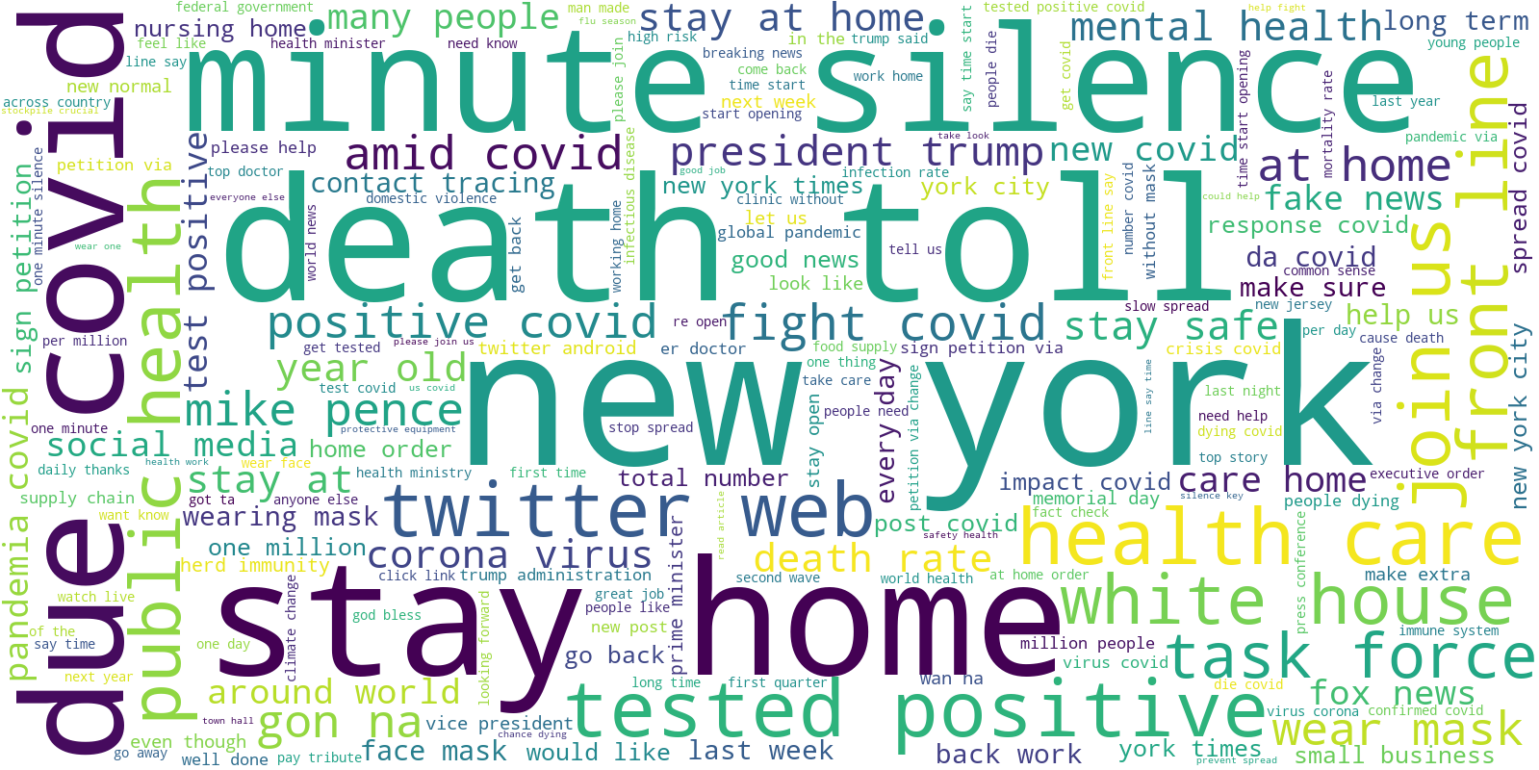 federal government
man made
flu season
nursing home
many people
stay at home
tested positive covid
help fight
mental health
long term
feel like
health minister
need know
high risk
in the
trump said
breaking news
young people
line say
minute silence
please join
come back
work home
say time start
people die
get covid
new normal
time start
next week
start opening
last year
across country
stockpile crucial
due covid
front line
time start opening
mortality rate
spread covid
pandemic via
take look
one minute silence
petition via
public health
test positive
please help
amid covid
president trump
new covid
at home
top doctor
good job
infection rate
contact tracing
new york times
york city
fake news
everyone else
domestic violence
clinic without
could help
infectious disease
let us
number covid
without mask
front line say
response covid
death toll
world news
get back
working home
global pandemic
tell us
wear one
sign petition
good news
da covid
common sense
look like
make sure
join us
slow spread
new jersey
positive covid
re open
fight covid
stay safe
help us
per day
per million
get tested
please join us
twitter android
er doctor
food supply
sign petition via
crisis covid
cause death
year old
one thing
new york
test covid
us covid
take care
every day
last night
via change
mike pence
people need
line say time
need help
one minute
protective equipment
stop spread
stay open
petition via change
dying covid
social media
home order
new york city
top story
daily thanks
health work
wear face
health ministry
first time
total number
impact covid
care home
executive order
stay at
supply chain
got ta
anyone else
memorial day
silence key
people dying
want know
wearing mask
twitter web
post covid
fact check
pandemia covid
read article
safety health
health care
one million
corona virus
death rate
press conference
herd immunity
prime minister
watch live
climate change
click link
trump administration
second wave
world health
at home order
make extra
god bless
great job
people like
white house
of the
looking forward
new post
say time
one day
stay home
go back
million people
immune system
virus covid
task force
next year
wan ha
around world
long time
first quarter
die covid
fox news
town hall
gon na
vice president
chance dying
tested positive
virus corona
confirmed covid
even though
wear mask
go away
well done
pay tribute
face mask
would like
last week
back work
york times
prevent spread
small business